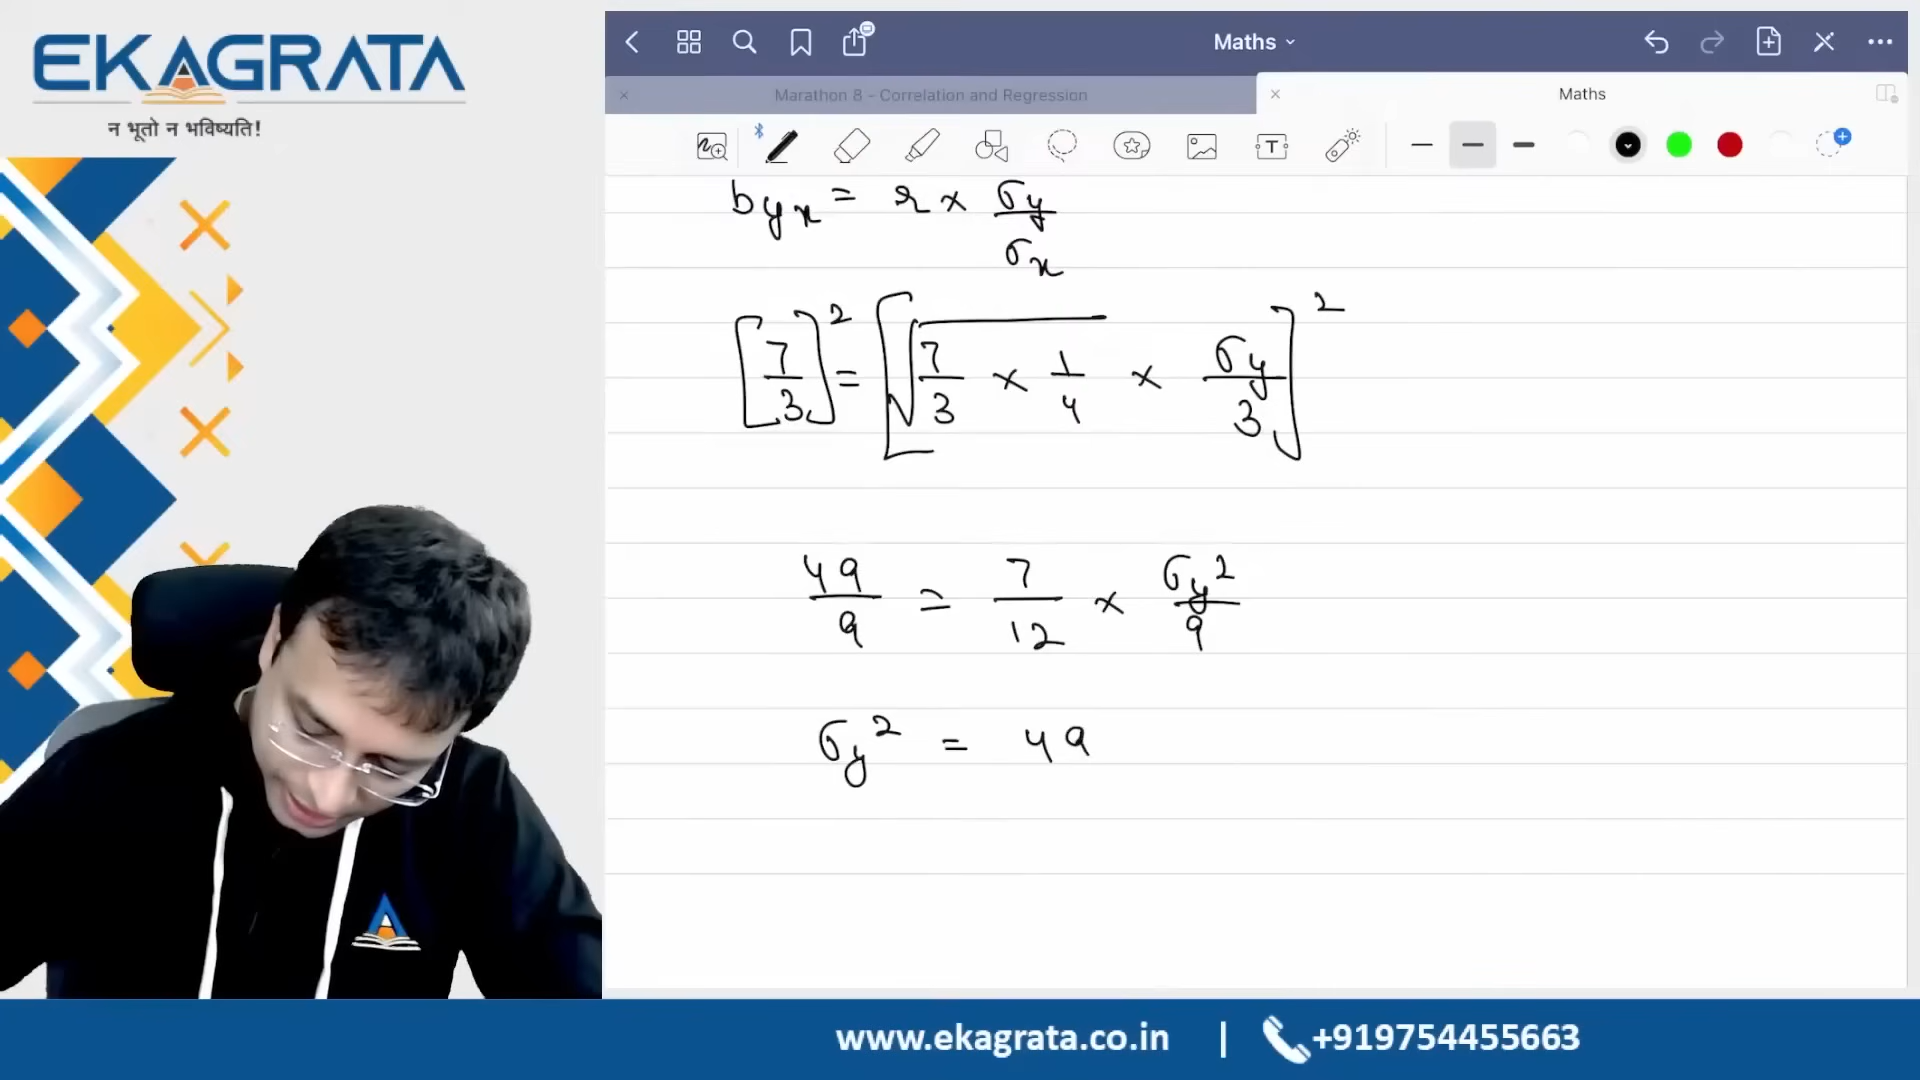 EKAGRATA
न भूतो न भविष्यति!
Maths
Marathon 8 - Correlation and Regression
Maths
T
byx = r × σy/σx
[7/3]² = [√(7/3 × 1/4) × σy/3]²
49/9 = 7/12 × σy²/9
σy² = 49
www.ekagrata.co.in | +919754455663